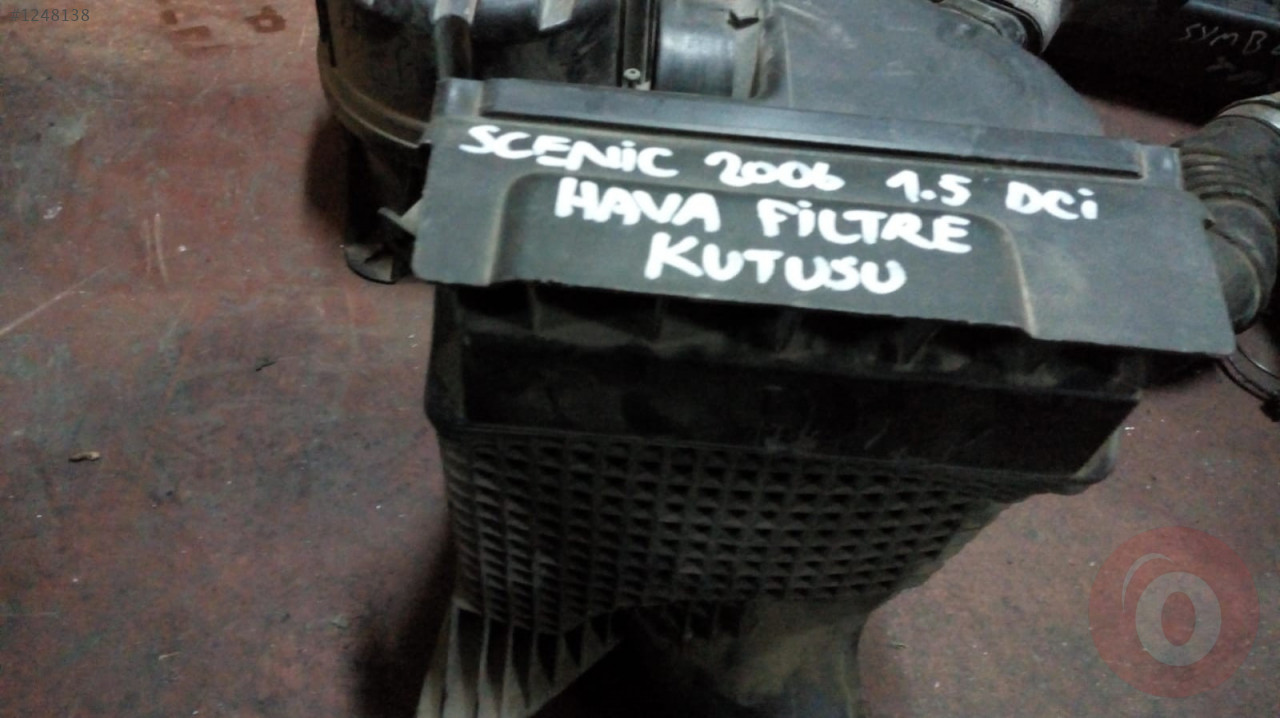 #1248138
SCENiC 2006 1.5 DCi
HAVA FiLTRE
KUTUSU